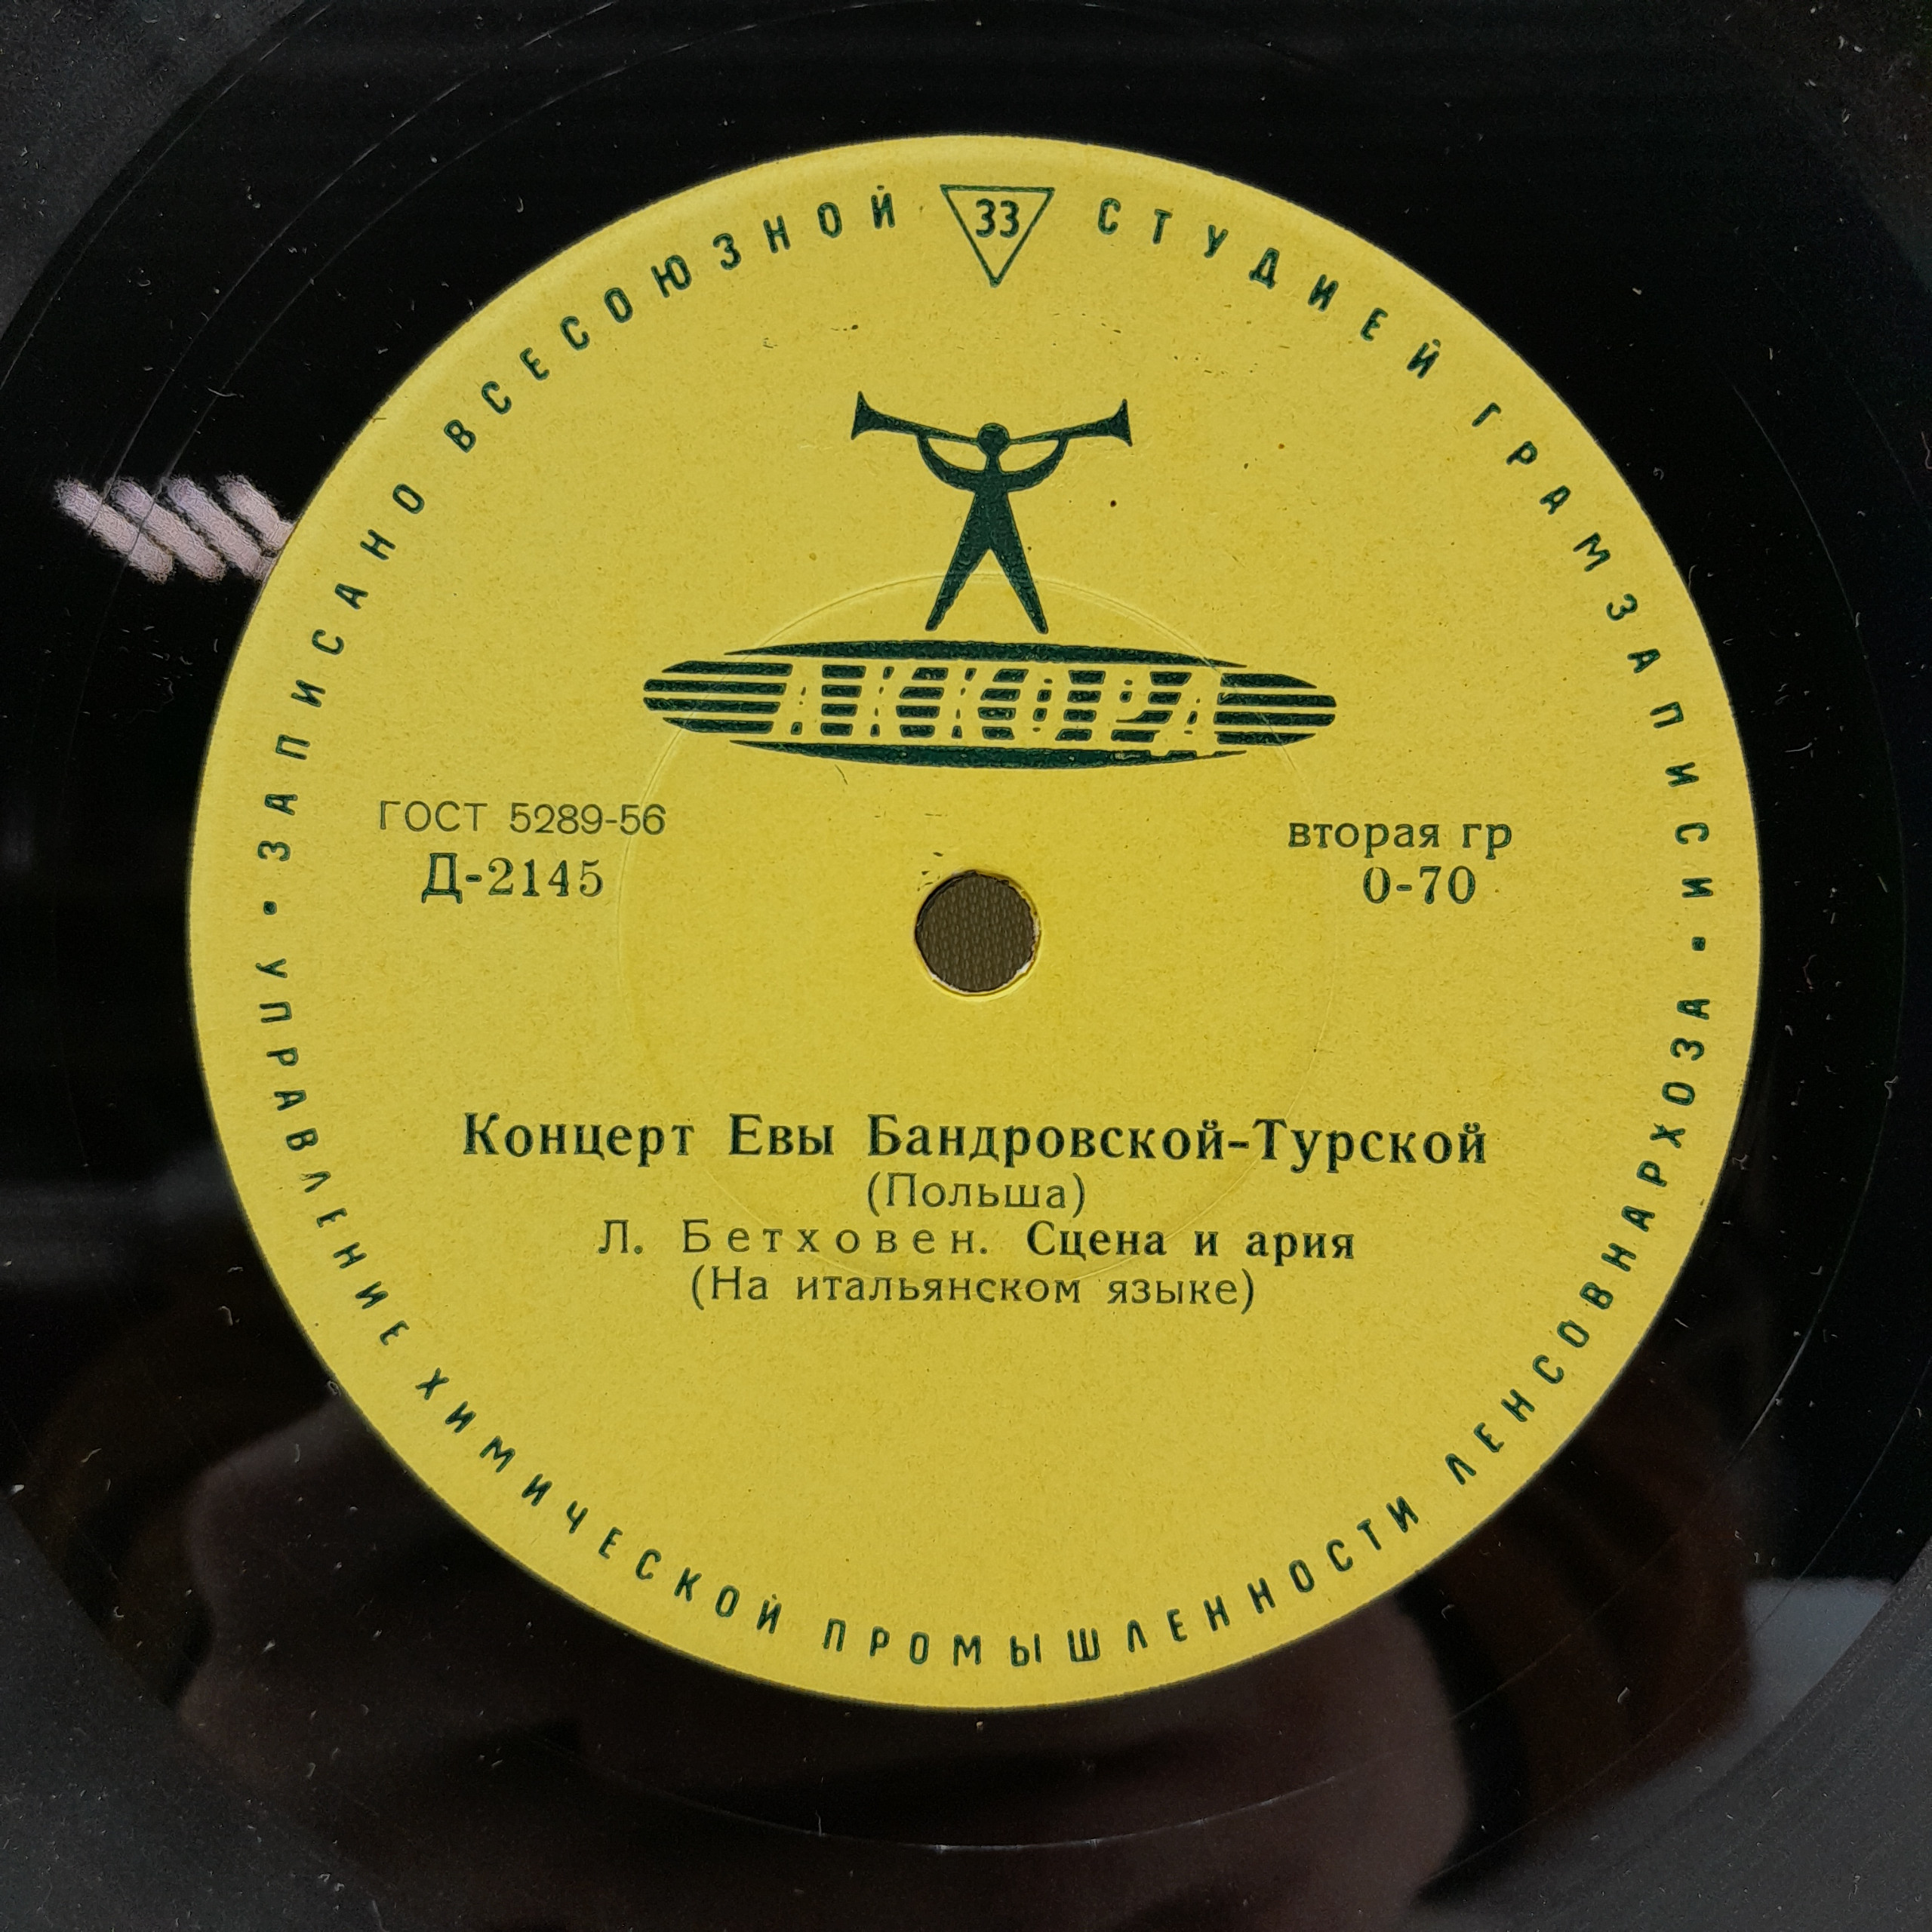 ЗАПИСАНО ВСЕСОЮЗНОЙ 33 СТУДИЕЙ ГРАМЗАПИСИ •
АККОРД
ГОСТ 5289-56
Д-2145
вторая гр
0-70
Концерт Евы Бандровской-Турской
(Польша)
Л. Бетховен. Сцена и ария
(На итальянском языке)
УПРАВЛЕНИЕ ХИМИЧЕСКОЙ ПРОМЫШЛЕННОСТИ ЛЕНСОВНАРХОЗА •